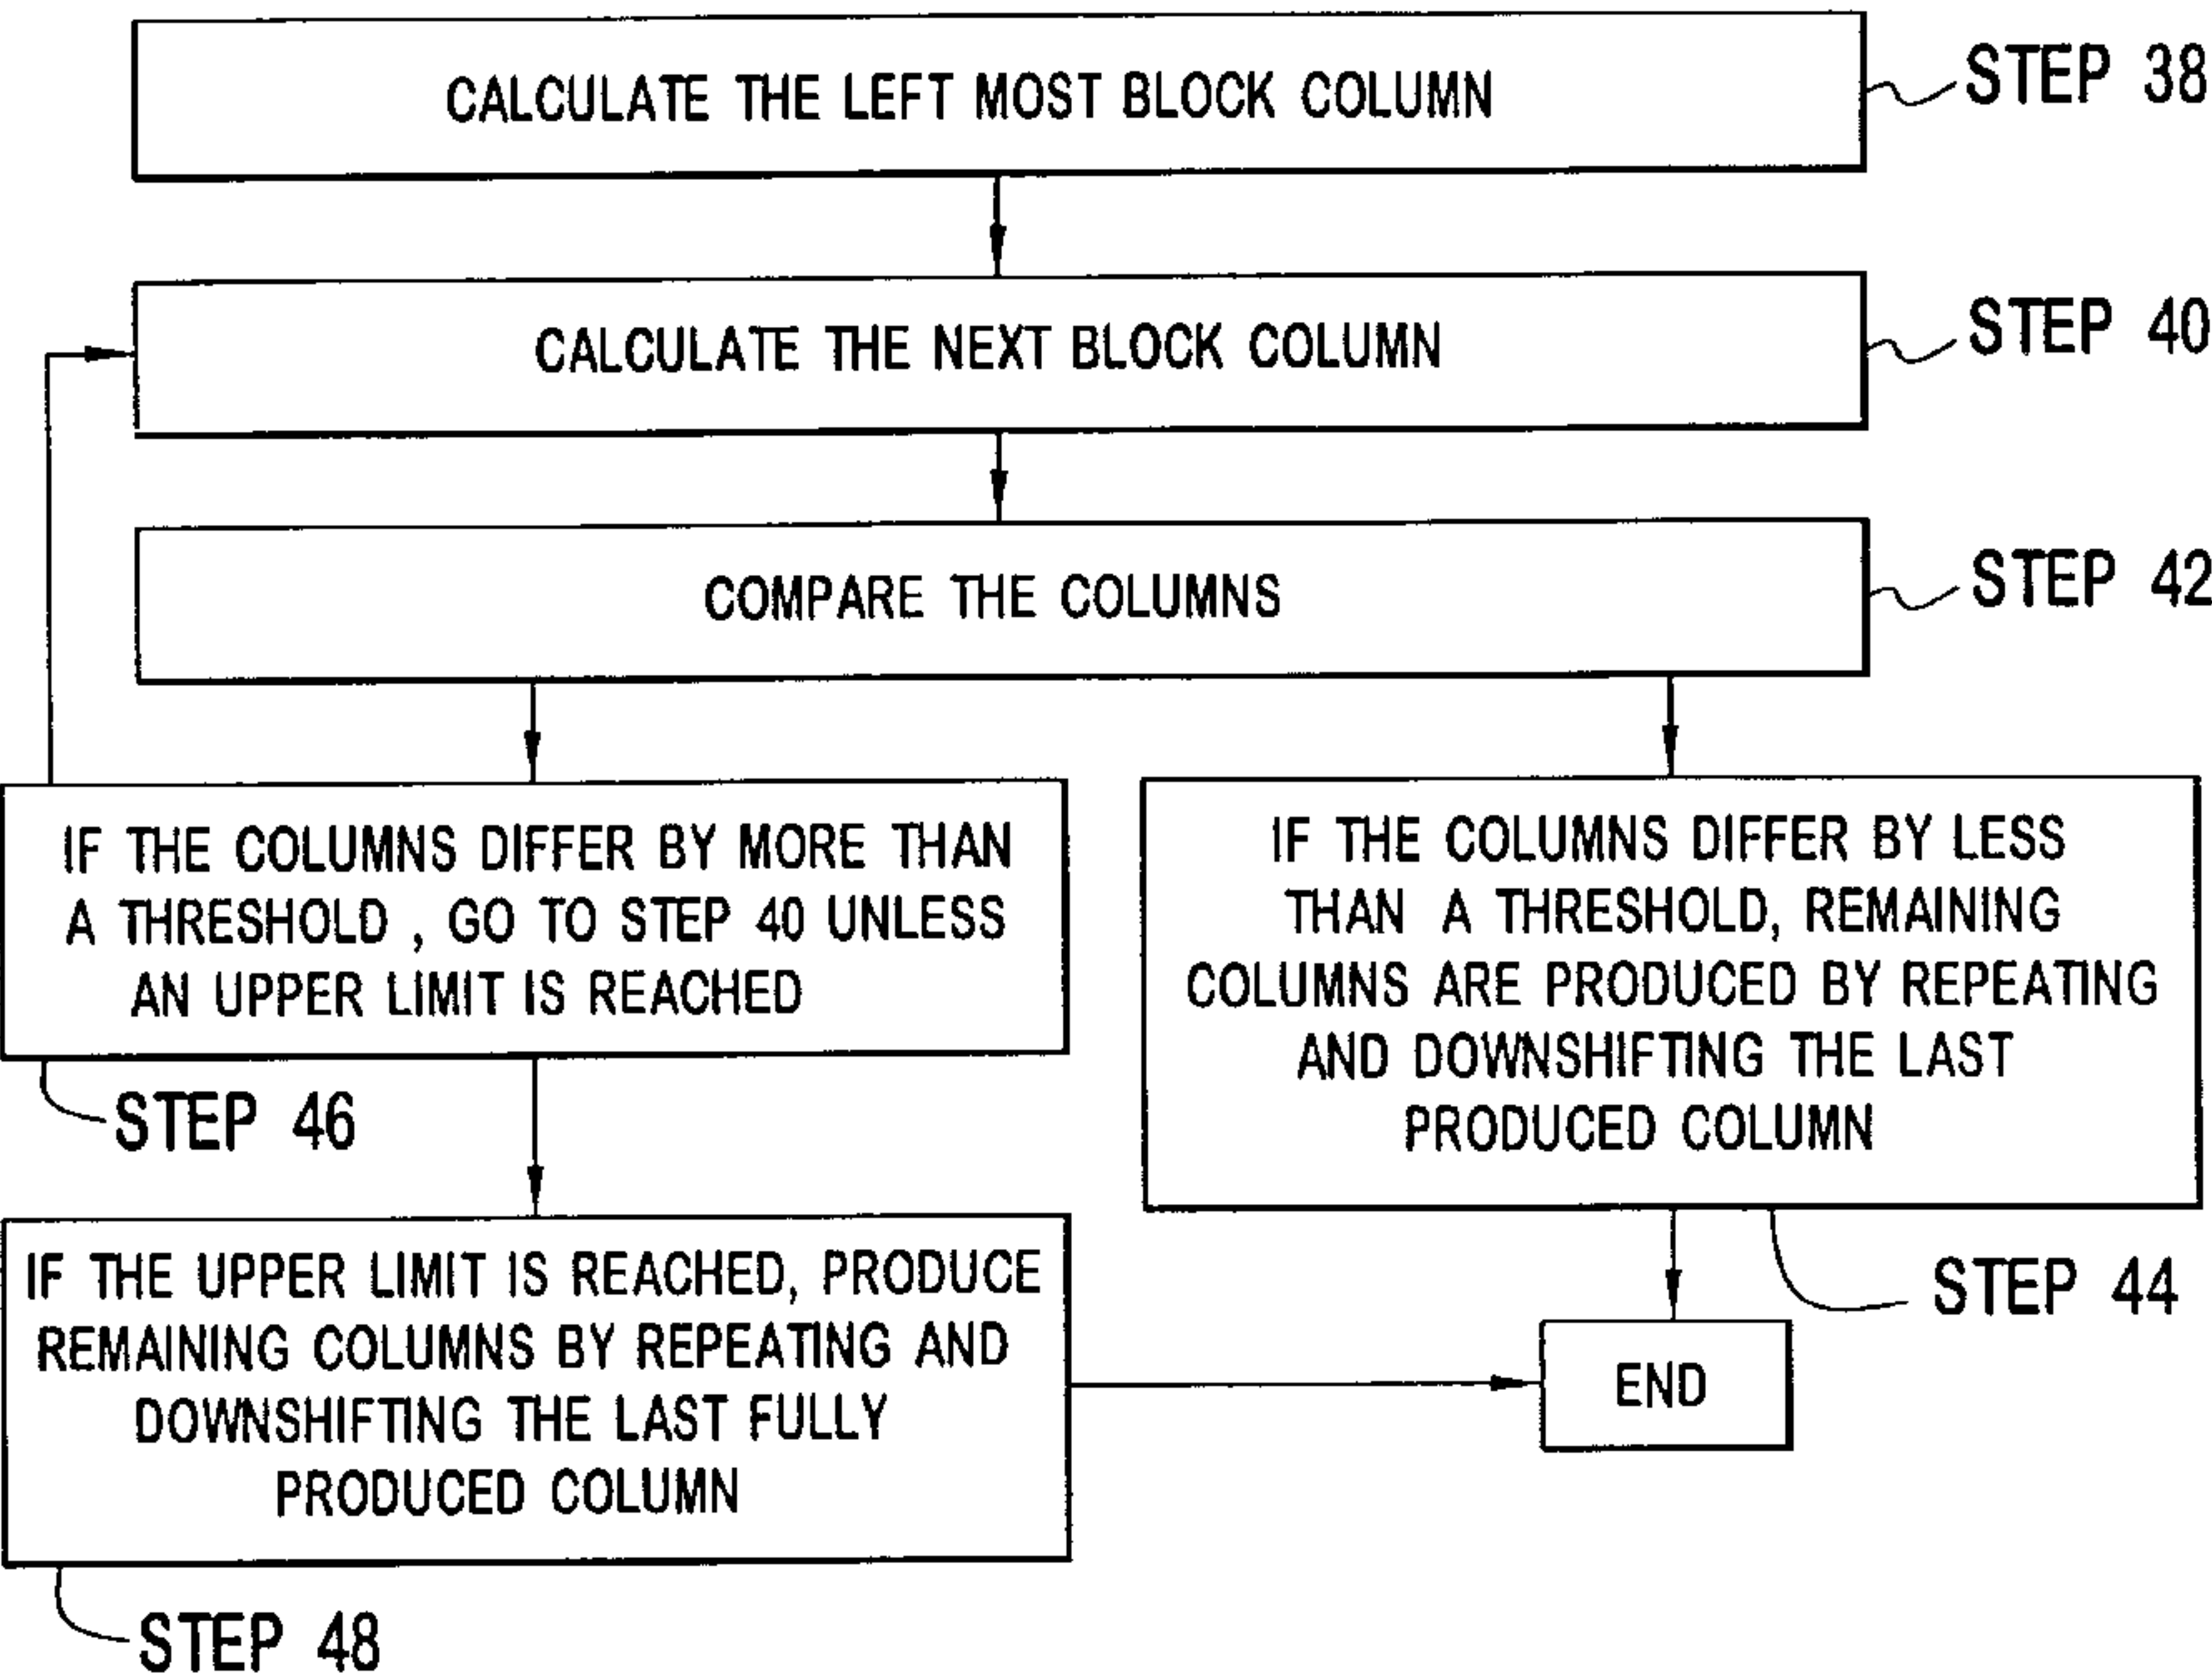 CALCULATE THE LEFT MOST BLOCK COLUMN
STEP 38
CALCULATE THE NEXT BLOCK COLUMN
STEP 40
COMPARE THE COLUMNS
STEP 42
IF THE COLUMNS DIFFER BY MORE THAN
A THRESHOLD , GO TO STEP 40 UNLESS
AN UPPER LIMIT IS REACHED
STEP 46
IF THE COLUMNS DIFFER BY LESS
THAN A THRESHOLD, REMAINING
COLUMNS ARE PRODUCED BY REPEATING
AND DOWNSHIFTING THE LAST
PRODUCED COLUMN
STEP 44
IF THE UPPER LIMIT IS REACHED, PRODUCE
REMAINING COLUMNS BY REPEATING AND
DOWNSHIFTING THE LAST FULLY
PRODUCED COLUMN
STEP 48
END